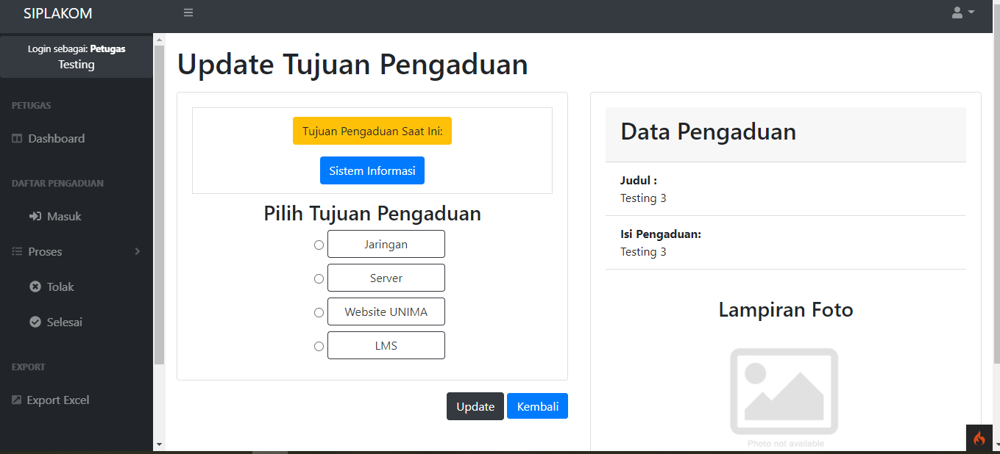 SIPLAKOM
Login sebagai: Petugas
Testing
PETUGAS
Dashboard
DAFTAR PENGADUAN
Masuk
Proses
Tolak
Selesai
EXPORT
Export Excel
Update Tujuan Pengaduan
Tujuan Pengaduan Saat Ini:
Sistem Informasi
Pilih Tujuan Pengaduan
Jaringan
Server
Website UNIMA
LMS
Update Kembali
Data Pengaduan
Judul :
Testing 3
Isi Pengaduan:
Testing 3
Lampiran Foto
Photo not available